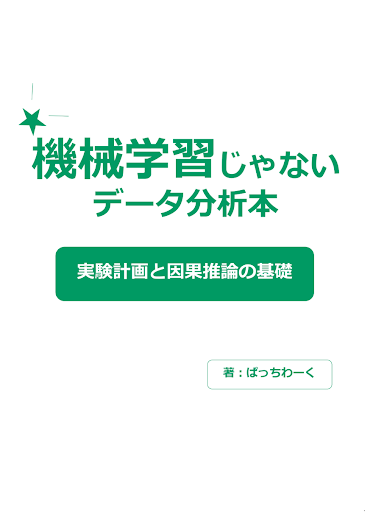 機械学習じゃない
データ分析本
実験計画と因果推論の基礎
著：ぱっちわーく